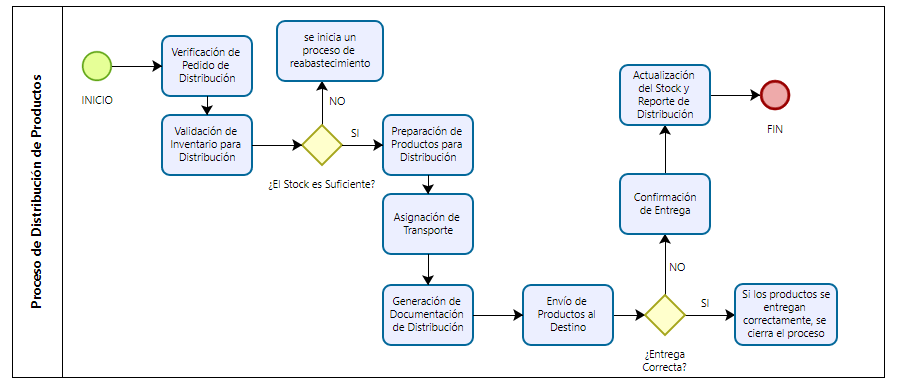 Proceso de Distribución de Productos
INICIO
Verificación de
Pedido de
Distribución
Validación de
Inventario para
Distribución
se inicia un
proceso de
reabastecimiento
NO
SI
¿El Stock es Suficiente?
Preparación de
Productos para
Distribución
Asignación de
Transporte
Generación de
Documentación
de Distribución
Envío de
Productos al
Destino
¿Entrega
Correcta?
NO
SI
Confirmación
de Entrega
Actualización
del Stock y
Reporte de
Distribución
FIN
Si los productos se
entregan
correctamente, se
cierra el proceso